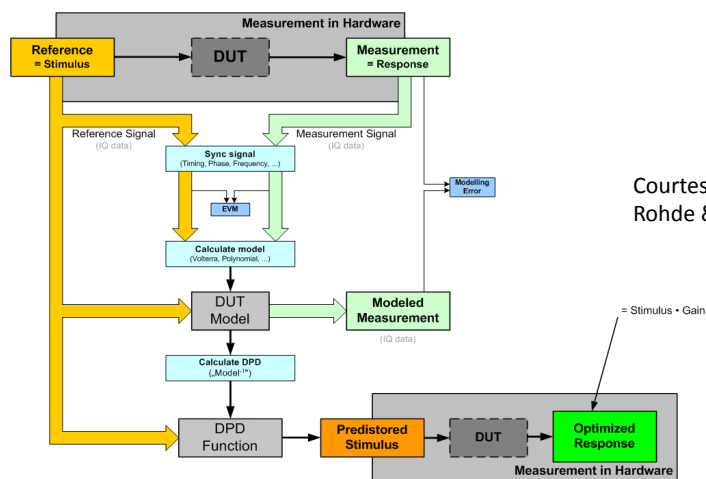 Measurement in Hardware
Reference
= Stimulus
DUT
Measurement
= Response
Reference Signal
(IQ data)
Measurement Signal
(IQ data)
Sync signal
(Timing, Phase, Frequency, ...)
EVM
Modelling
Error
Courtes
Rohde &
Calculate model
(Volterra, Polynomial, ...)
DUT
Model
Modeled
Measurement
(IQ data)
= Stimulus • Gain
Calculate DPD
(„Model-1")
DPD
Function
Predistored
Stimulus
DUT
Optimized
Response
Measurement in Hardware